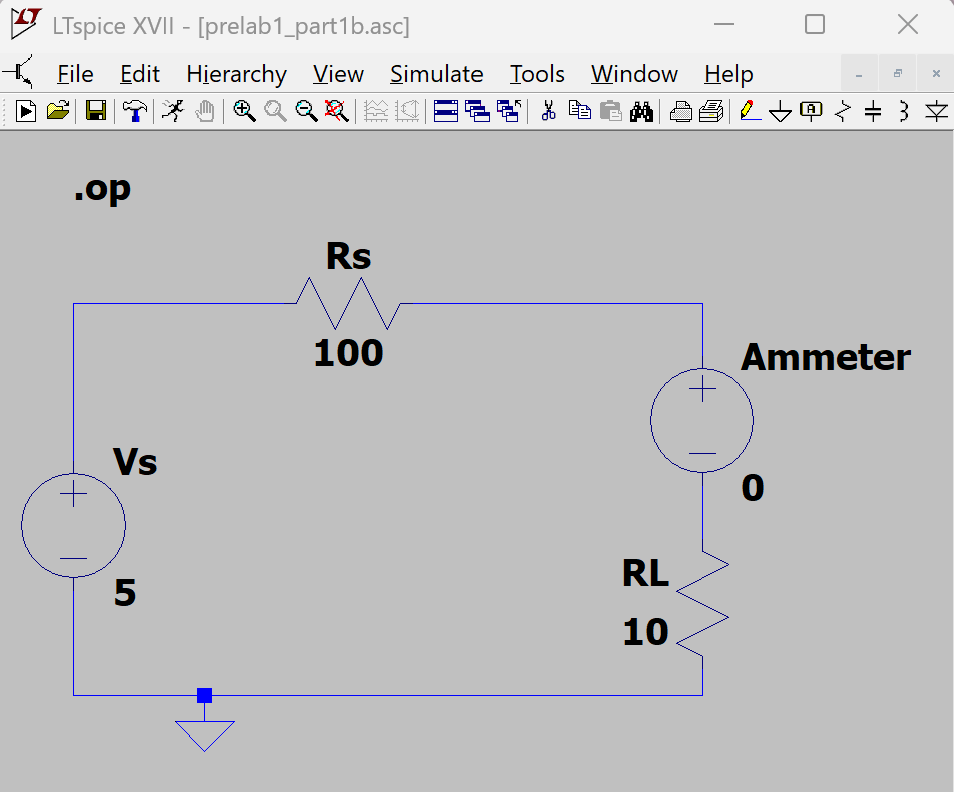 LTspice XVII - [prelab1_part1b.asc]
File Edit Hierarchy View Simulate Tools Window Help
.op
Rs
100
Ammeter
0
Vs
5
RL
10